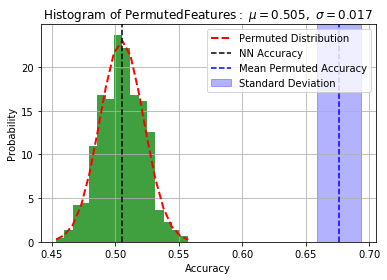 Histogram of PermutedFeatures : μ = 0.505, σ = 0.017
Permuted Distribution
NN Accuracy
Mean Permuted Accuracy
Standard Deviation
Probability
20
15
10
5
0
0.45 0.50 0.55 0.60 0.65 0.70
Accuracy